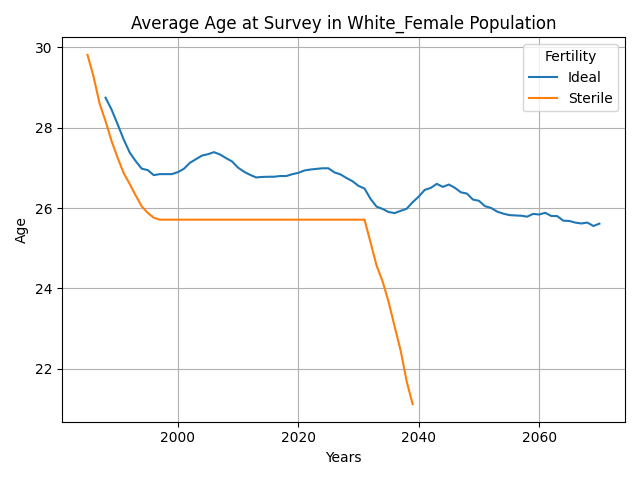 Average Age at Survey in White_Female Population
Fertility
Ideal
Sterile
Age
30
28
26
24
22
2000 2020 2040 2060
Years